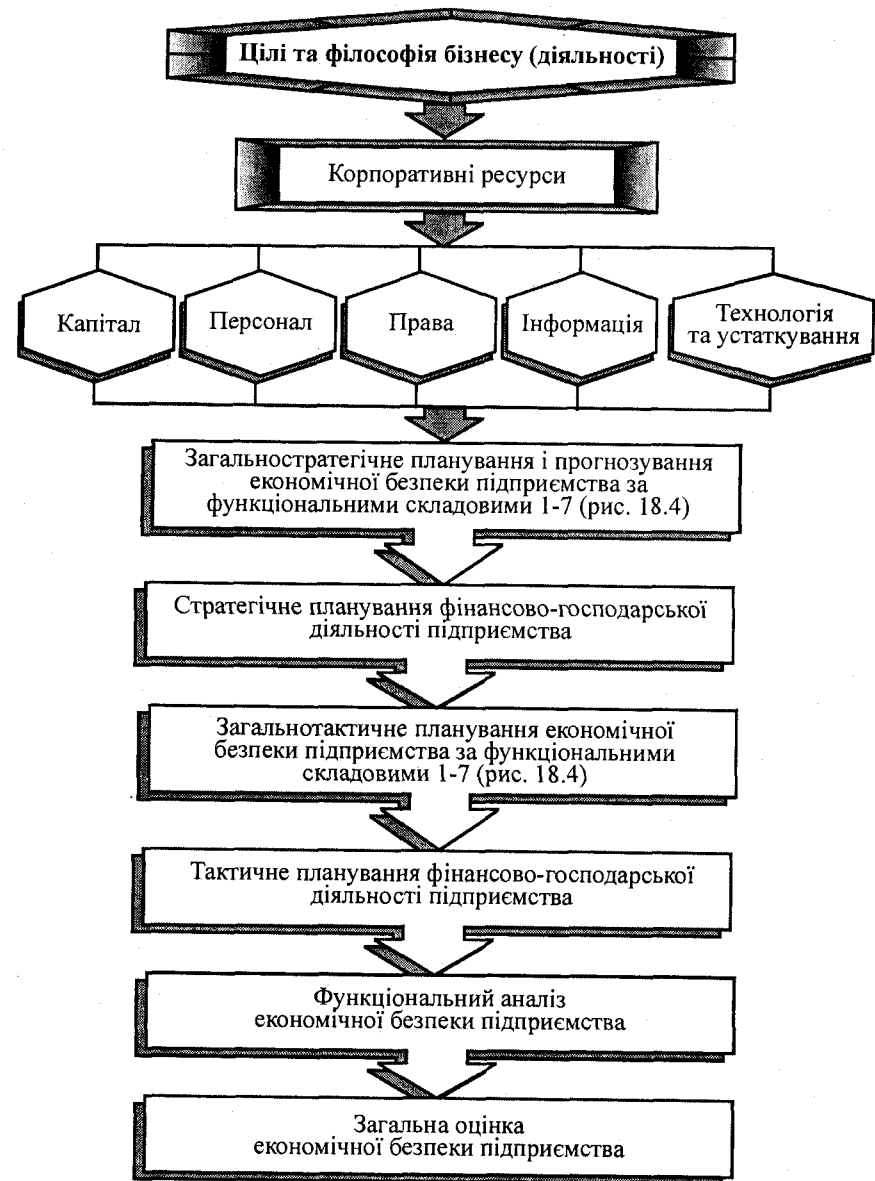 Цілі та філософія бізнесу (діяльності)
Корпоративні ресурси
Капітал
Персонал
Права
Інформація
Технологія
та устаткування
Загальностратегічне планування і прогнозування
економічної безпеки підприємства за
функціональними складовими 1-7 (рис. 18.4)
Стратегічне планування фінансово-господарської
діяльності підприємства
Загальнотактичне планування економічної
безпеки підприємства за функціональними
складовими 1-7 (рис. 18.4)
Тактичне планування фінансово-господарської
діяльності підприємства
Функціональний аналіз
економічної безпеки підприємства
Загальна оцінка
економічної безпеки підприємства